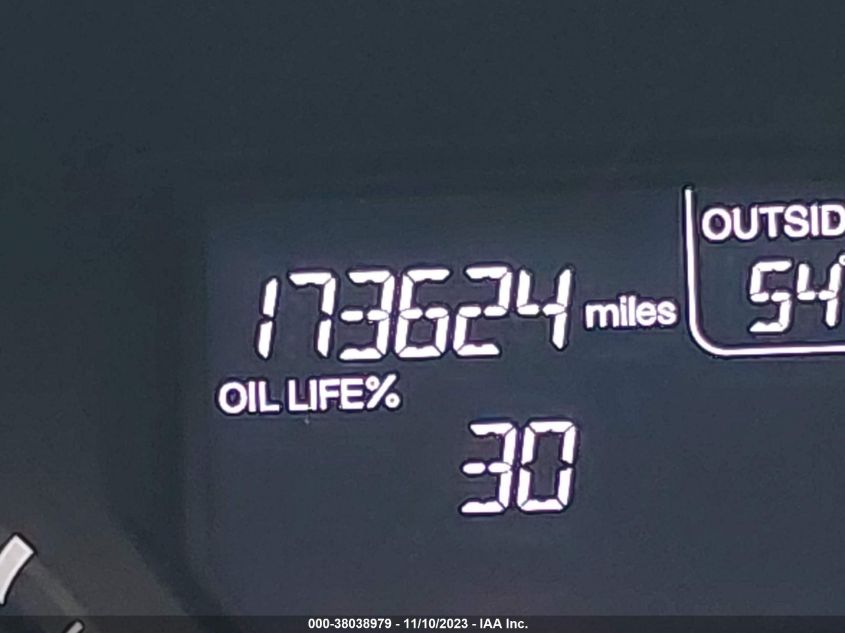 OUTSID
54°
173624 miles
OIL LIFE%
30
000-38038979 - 11/10/2023 - IAA Inc.